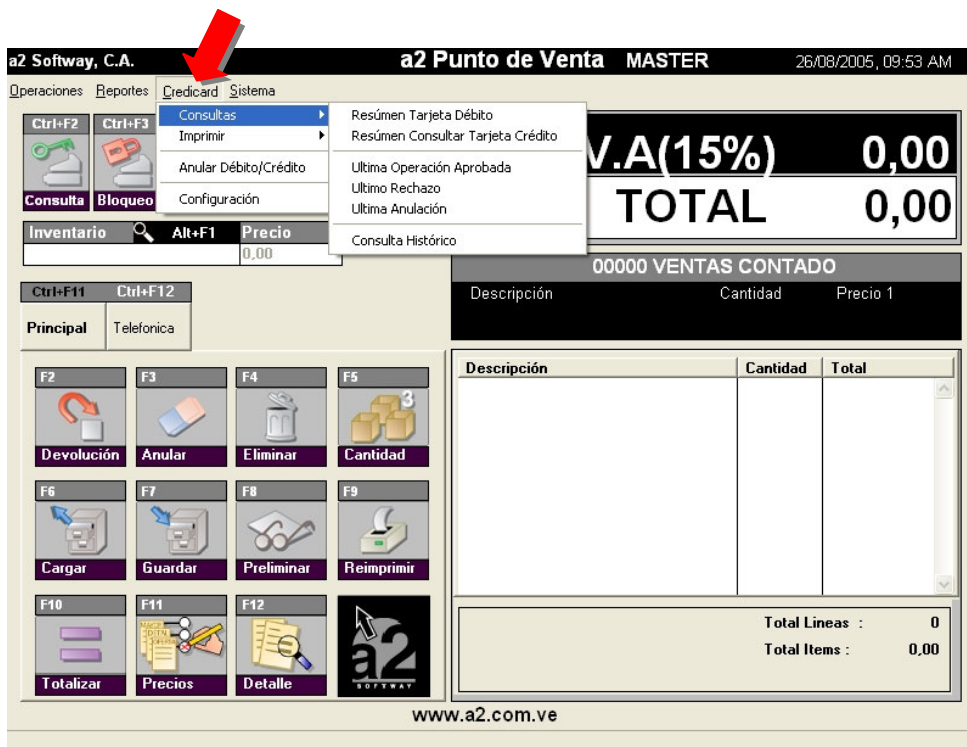 a2 Softway, C.A. a2 Punto de Venta MASTER 26/08/2005, 09:53 AM
Operaciones Reportes Credicard Sistema
Ctrl+F2 Ctrl+F3
Consulta Bloqueo
Consultas
Imprimir
Anular Débito/Crédito
Configuración
Resúmen Tarjeta Débito
Resúmen Consultar Tarjeta Crédito
Ultima Operación Aprobada
Ultimo Rechazo
Ultima Anulación
Consulta Histórico
V.A(15%) 0,00
TOTAL 0,00
Inventario Alt+F1 Precio
0,00
00000 VENTAS CONTADO
Descripción Cantidad Precio 1
Ctrl+F11 Ctrl+F12
Principal Telefonica
F2 F3 F4 F5
3
Devolución Anular Eliminar Cantidad
F6 F7 F8 F9
Cargar Guardar Preliminar Reimprimir
F10 F11 F12
a2
SOFTWAY
Totalizar Precios Detalle
Descripción Cantidad Total
Total Lineas : 0
Total Items : 0,00
www.a2.com.ve